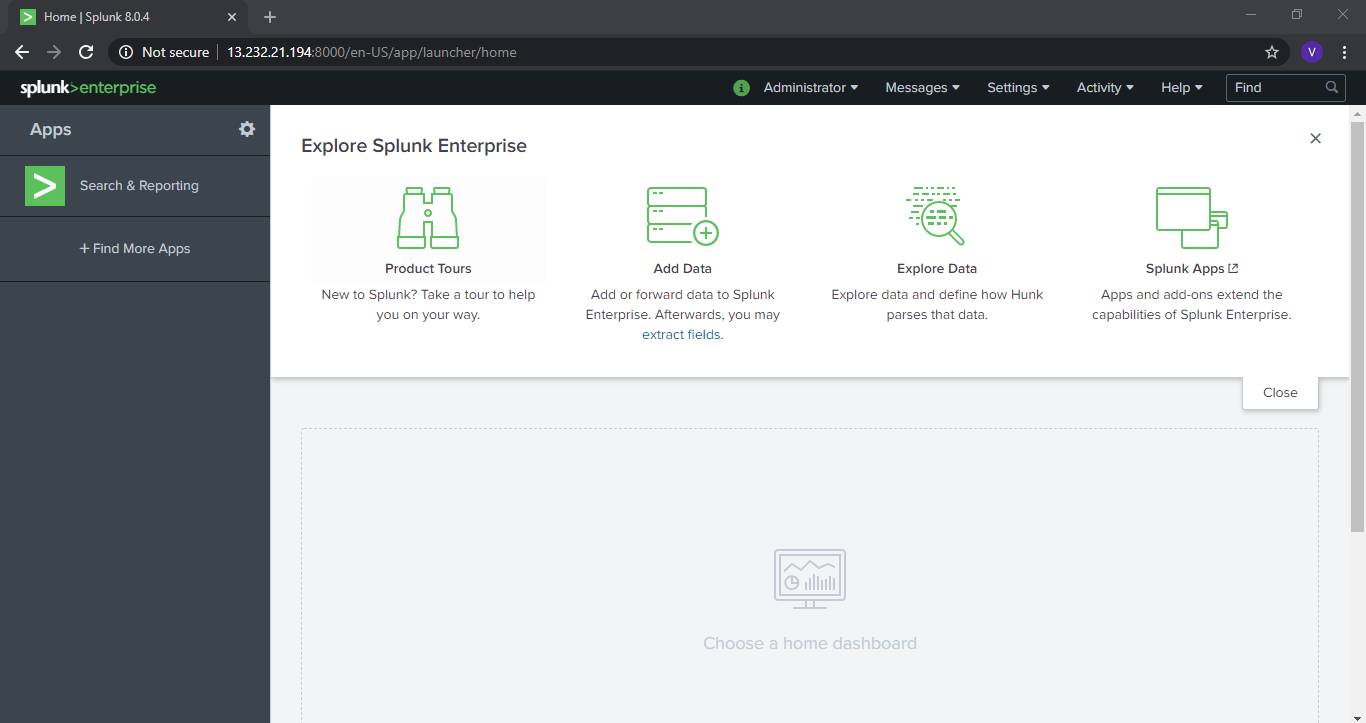 Home | Splunk 8.0.4
Not secure | 13.232.21.194:8000/en-US/app/launcher/home
V
splunk>enterprise
i Administrator Messages Settings Activity Help Find
Apps
Search & Reporting
+ Find More Apps
Explore Splunk Enterprise
Product Tours
New to Splunk? Take a tour to help
you on your way.
Add Data
Add or forward data to Splunk
Enterprise. Afterwards, you may
extract fields.
Explore Data
Explore data and define how Hunk
parses that data.
Splunk Apps
Apps and add-ons extend the
capabilities of Splunk Enterprise.
Close
Choose a home dashboard